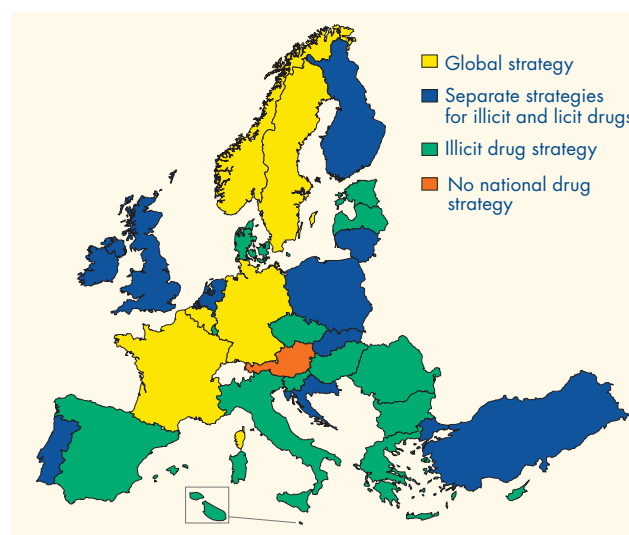 Global strategy
Separate strategies
for illicit and licit drugs
Illicit drug strategy
No national drug
strategy